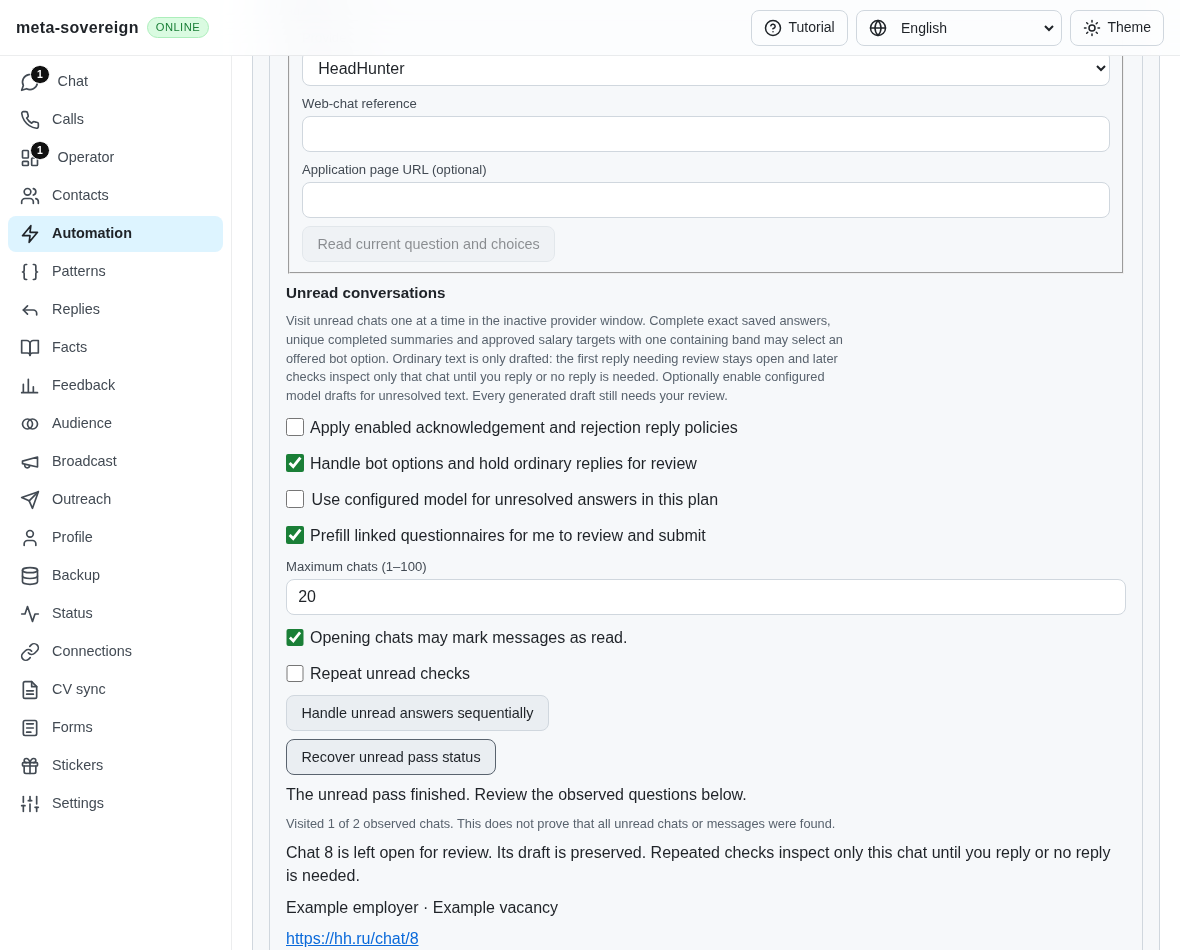 meta-sovereign ONLINE
Tutorial
English
Theme
1
Chat
Calls
1
Operator
Contacts
Automation
Patterns
Replies
Facts
Feedback
Audience
Broadcast
Outreach
Profile
Backup
Status
Connections
CV sync
Forms
Stickers
Settings
HeadHunter
Web-chat reference
Application page URL (optional)
Read current question and choices
Unread conversations
Visit unread chats one at a time in the inactive provider window. Complete exact saved answers,
unique completed summaries and approved salary targets with one containing band may select an
offered bot option. Ordinary text is only drafted: the first reply needing review stays open and later
checks inspect only that chat until you reply or no reply is needed. Optionally enable configured
model drafts for unresolved text. Every generated draft still needs your review.
Apply enabled acknowledgement and rejection reply policies
Handle bot options and hold ordinary replies for review
Use configured model for unresolved answers in this plan
Prefill linked questionnaires for me to review and submit
Maximum chats (1–100)
20
Opening chats may mark messages as read.
Repeat unread checks
Handle unread answers sequentially
Recover unread pass status
The unread pass finished. Review the observed questions below.
Visited 1 of 2 observed chats. This does not prove that all unread chats or messages were found.
Chat 8 is left open for review. Its draft is preserved. Repeated checks inspect only this chat until you reply or no reply
is needed.
Example employer · Example vacancy
https://hh.ru/chat/8